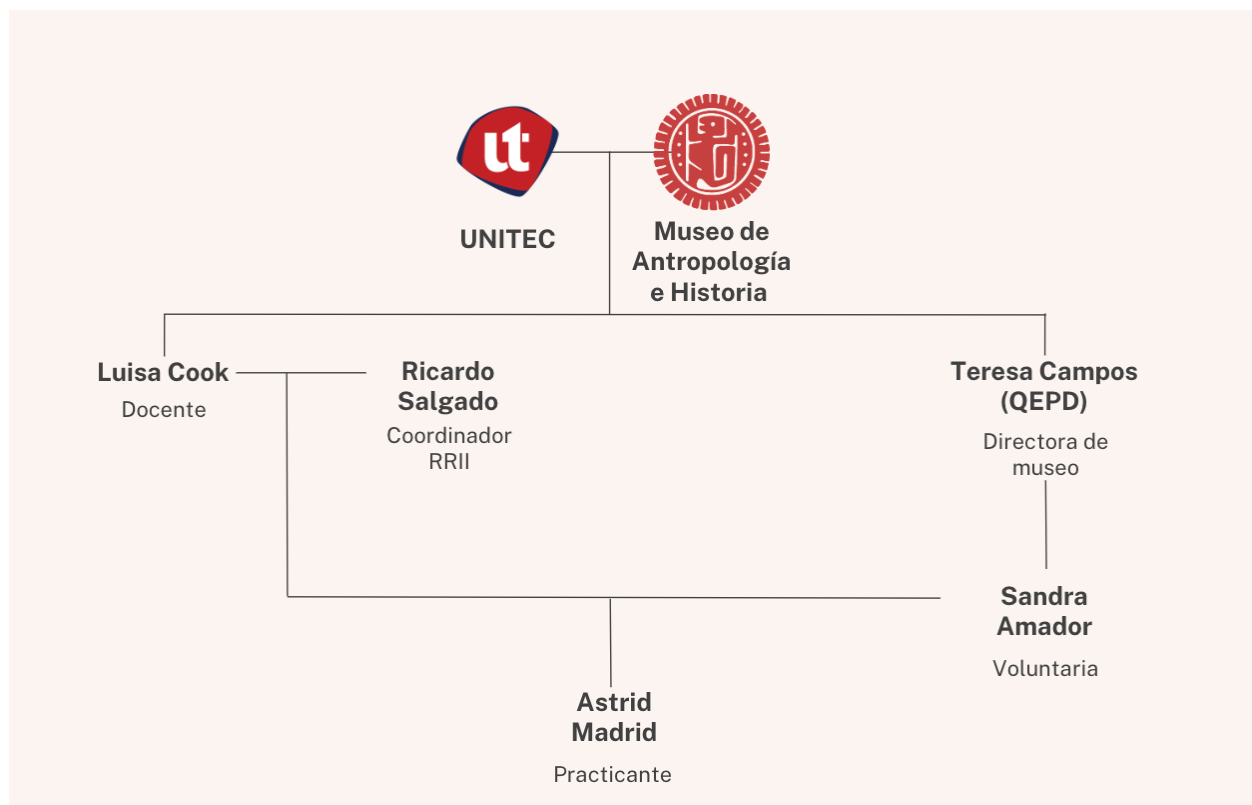 ut
UNITEC
Museo de
Antropología
e Historia
Luisa Cook
Docente
Ricardo
Salgado
Coordinador
RRII
Teresa Campos
(QEPD)
Directora de
museo
Sandra
Amador
Voluntaria
Astrid
Madrid
Practicante